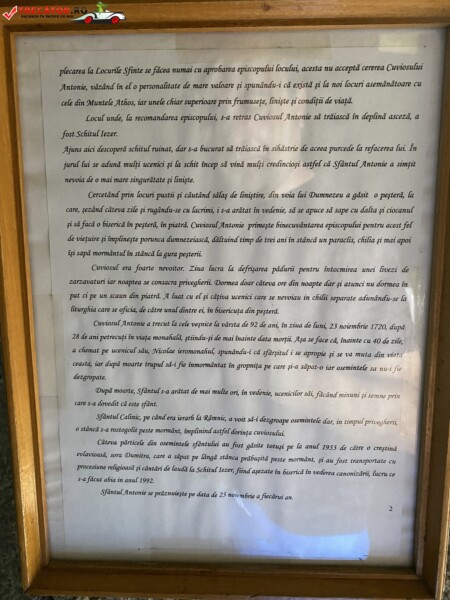 TRECATOR.RO
plecarea la Locurile Sfinte se făcea numai cu aprobarea episcopului locului, acesta nu acceptă cererea Cuviosului
Antonie, văzând în el o personalitate de mare valoare și spunându-i că există și la noi locuri asemănătoare cu
cele din Muntele Athos, iar unele chiar superioare prin frumusețe, liniște și condiții de viață.
Locul unde, la recomandarea episcopului, s-a retras Cuviosul Antonie să trăiască în deplină asceză, a
fost Schitul Iezer.
Ajuns aici descoperă schitul ruinat, dar s-a bucurat să trăiască în sihăstrie de aceea purcede la refacerea lui. În
jurul lui se adună mulți ucenici și la schit încep să vină mulți credincioși astfel că Sfântul Antonie a simțit
nevoia de o mai mare singurătate și liniște.
Cercetând prin locuri pustii și căutând sălaș de liniștire, din voia lui Dumnezeu a găsit o peșteră, la
care, șezând câteva zile și rugându-se cu lacrimi, i s-a arătat în vedenie, să se apuce să sape cu dalta și ciocanul
și să facă o biserică în peșteră, în piatră. Cuviosul Antonie primește binecuvântarea episcopului pentru acest fel
de viețuire și împlinește porunca dumnezeiască, dăltuind timp de trei ani în stâncă un paraclis, chilia și mai apoi
își sapă mormântul în stâncă la gura peșterii.
Cuviosul era foarte nevoitor. Ziua lucra la defrișarea pădurii pentru întocmirea unei livezi de
zarzavaturi iar noaptea se consacra privegherii. Dormea doar câteva ore din noapte dar și atunci nu dormea în
pat ci pe un scaun din piatră. A luat cu el și câțiva ucenici care se nevoiau in chilii separate adunându-se la
liturghia care se oficia, de către unul dintre ei, în bisericuța din peșteră.
Cuviosul Antonie a trecut la cele veșnice la vârsta de 92 de ani, în ziua de luni, 23 noiembrie 1720, după
28 de ani petrecuți în viața monahală, știindu-și de mai înainte data morții. Așa se face că, înainte cu 40 de zile,
a chemat pe ucenicul său, Nicolae ieromonahul, spunându-i că sfârșitul i se apropie și se va muta din viața
ceasta, iar după moarte trupul să-i fie înmormântat în gropnița pe care și-a săpat-o iar osemintele sa nu-i fie
dezgropate.
După moarte, Sfântul s-a arătat de mai multe ori, în vedenie, ucenicilor săi, făcând minuni și semne prin
care s-a dovedit că este sfânt.
Sfântul Calinic, pe când era ierarh la Râmnic, a voit să-i dezgroape osemintele dar, in timpul privegherii,
o stâncă s-a rostogolit peste mormânt, împlinind astfel dorința cuviosului.
Câteva părticele din osemintele sfântului au fost găsite totuși pe la anul 1933 de către o creștină
evlavioasă, sora Dumitra, care a săpat pe lângă stânca prăbușită peste mormânt, și au fost transportate cu
procesiune religioasă și cântări de laudă la Schitul Iezer, fiind așezate în biserică în vederea canonizării, lucru ce
s-a făcut abia in anul 1992.
Sfântul Antonie se prăznuiește pe data de 23 noiembrie a fiecărui an.
2